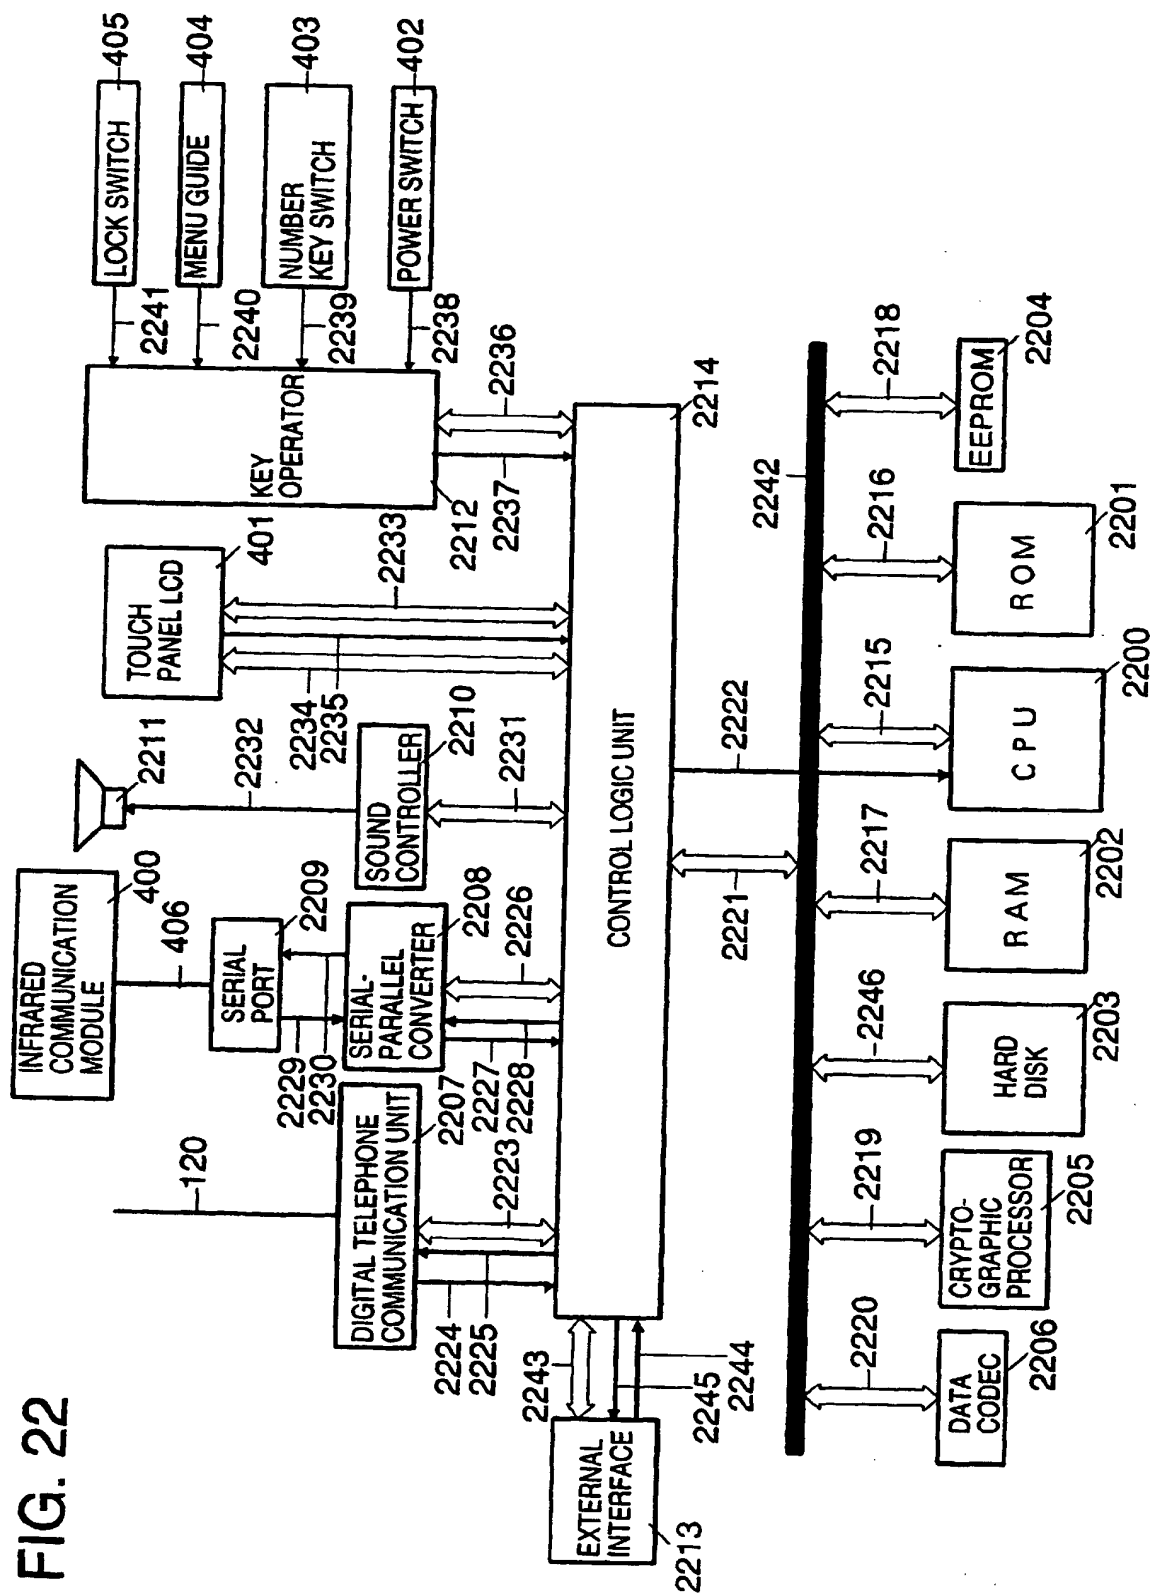 FIG. 22
INFRARED
COMMUNICATION
MODULE
400
406
120
2211
2232
TOUCH
PANEL LCD
401
LOCK SWITCH
405
MENU GUIDE
404
NUMBER
KEY SWITCH
403
POWER SWITCH
402
2241
2240
2239
2238
KEY
OPERATOR
2212
2236
2237
SERIAL
PORT
2209
2229
2230
SERIAL-
PARALLEL
CONVERTER
2208
SOUND
CONTROLLER
2210
2234
2235
2233
DIGITAL TELEPHONE
COMMUNICATION UNIT
2207
2224
2225
2223
2227
2228
2226
2231
EXTERNAL
INTERFACE
2213
2243
2245
2244
CONTROL LOGIC UNIT
2214
2221
2222
2242
2220
2219
2246
2217
2215
2216
2218
DATA
CODEC
2206
CRYPTO-
GRAPHIC
PROCESSOR
2205
HARD
DISK
2203
RAM
2202
CPU
2200
ROM
2201
EEPROM
2204